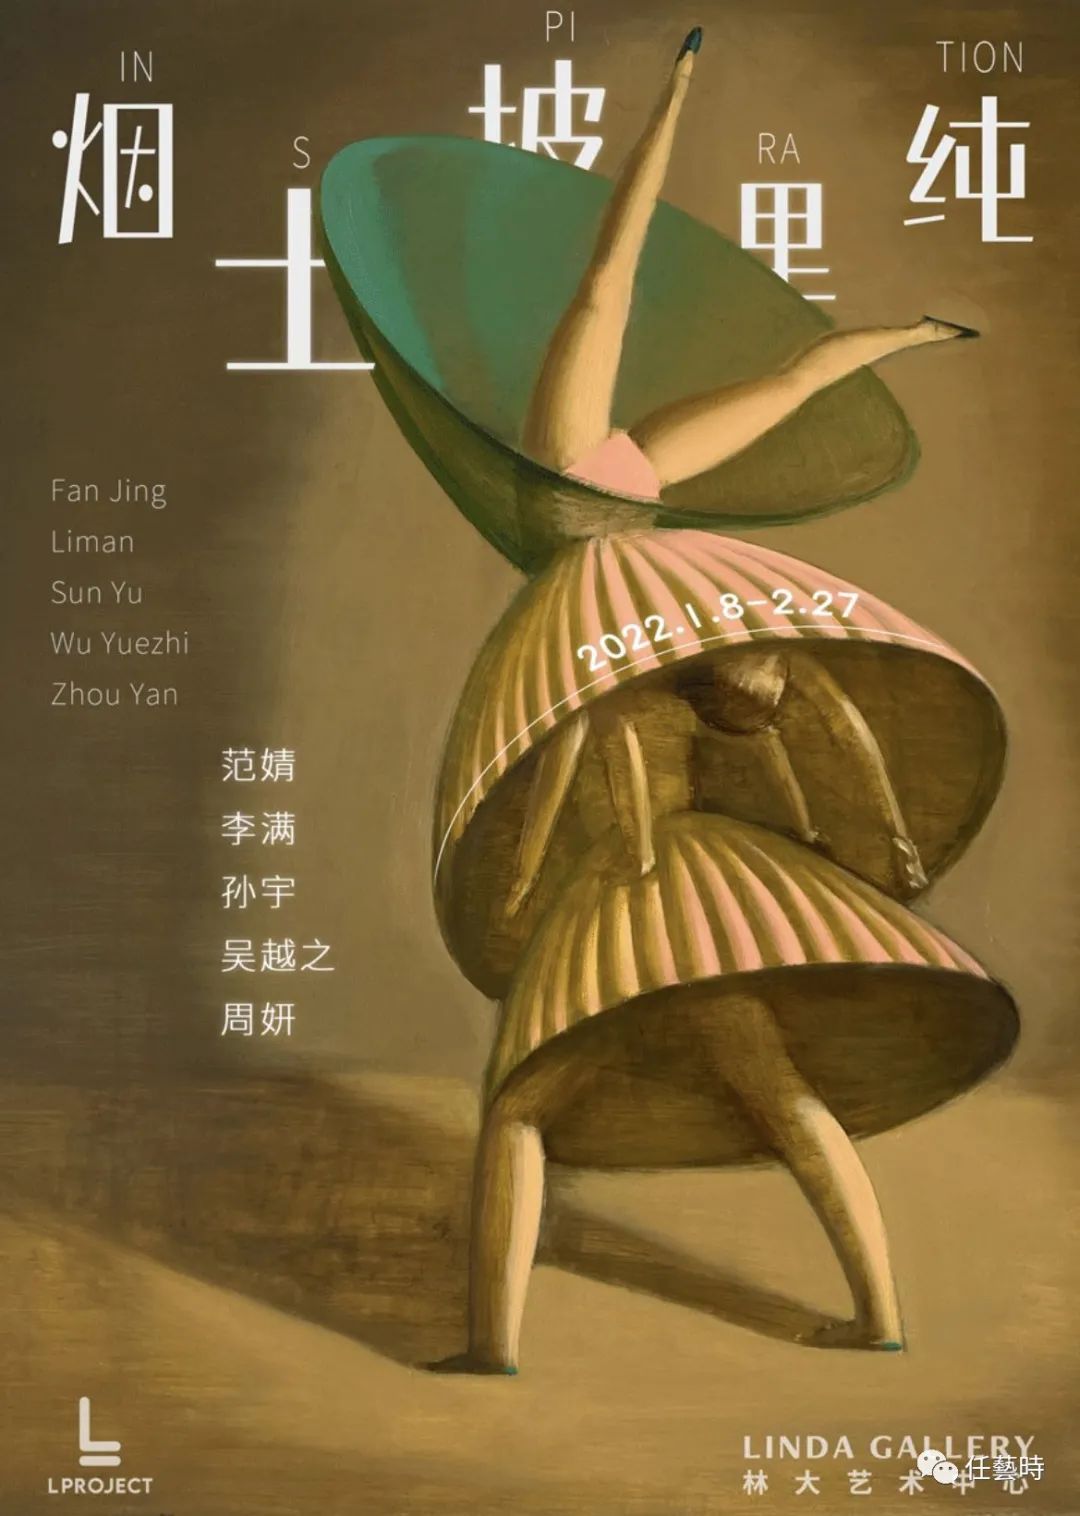 IN
S
PI
RA
TION
烟
士
披
里
纯
Fan Jing
Liman
Sun Yu
Wu Yuezhi
Zhou Yan
2022.1.8-2.27
范婧
李满
孙宇
吴越之
周妍
L
LPROJECT
LINDA GALLERY
林大艺术中心
任藝時